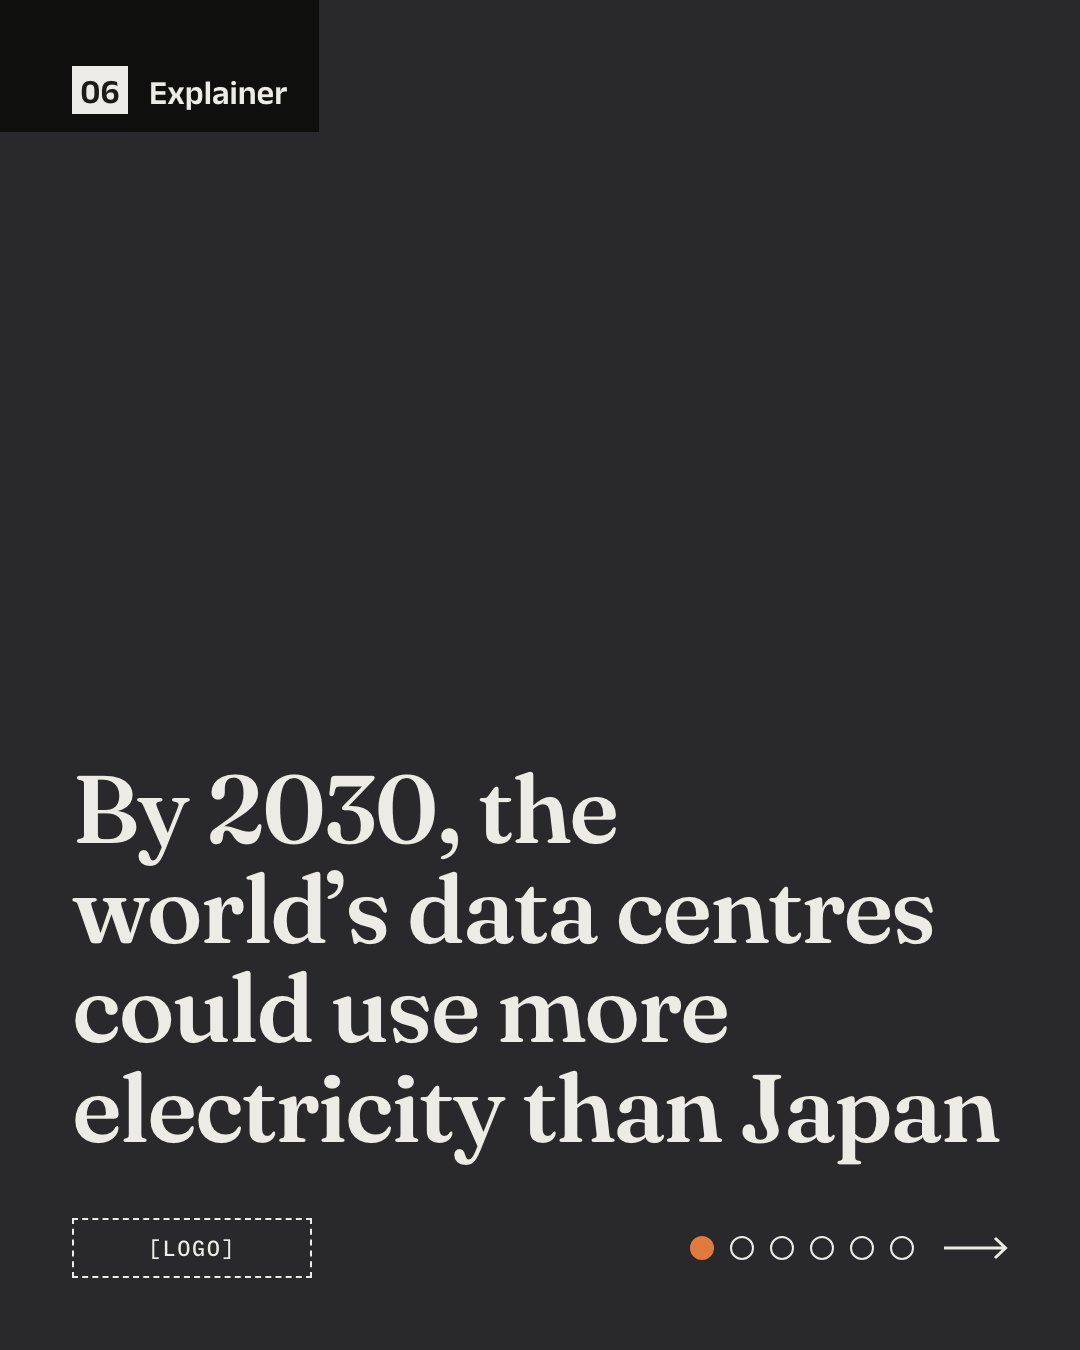 06 Explainer
By 2030, the
world’s data centres
could use more
electricity than Japan
[LOGO]